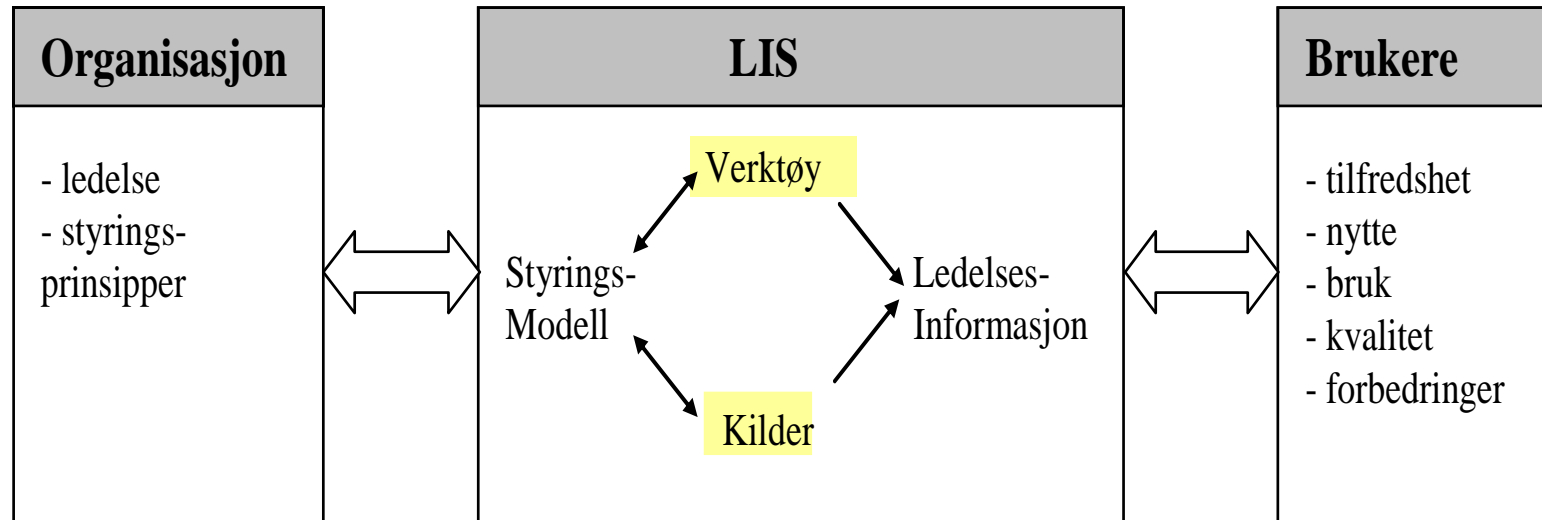 Organisasjon
- ledelse
- styrings-
prinsipper
LIS
Verktøy
Styrings-
Modell
Ledelses-
Informasjon
Kilder
Brukere
- tilfredshet
- nytte
- bruk
- kvalitet
- forbedringer